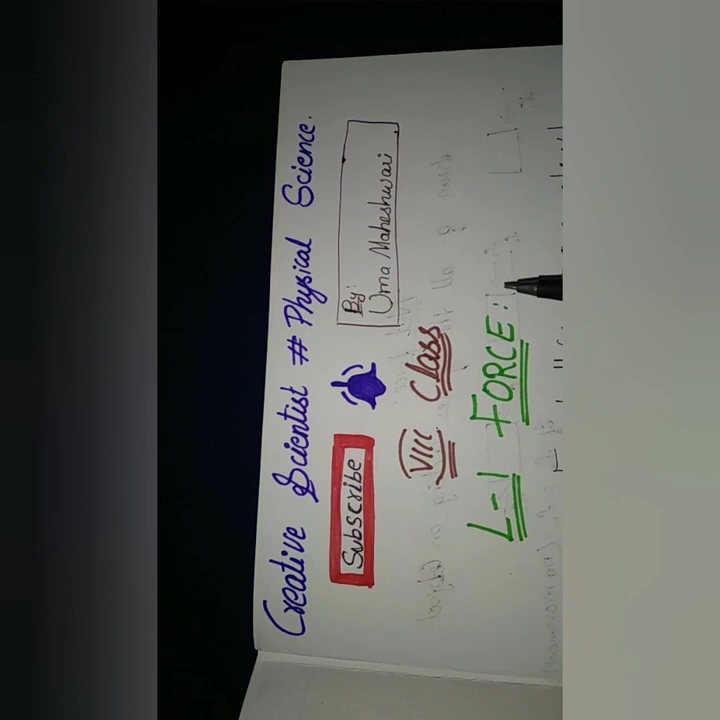 Creative Scientist # Physical Science.
Subscribe
By:
Uma Maheshwari
VIII Class
L-1 FORCE: